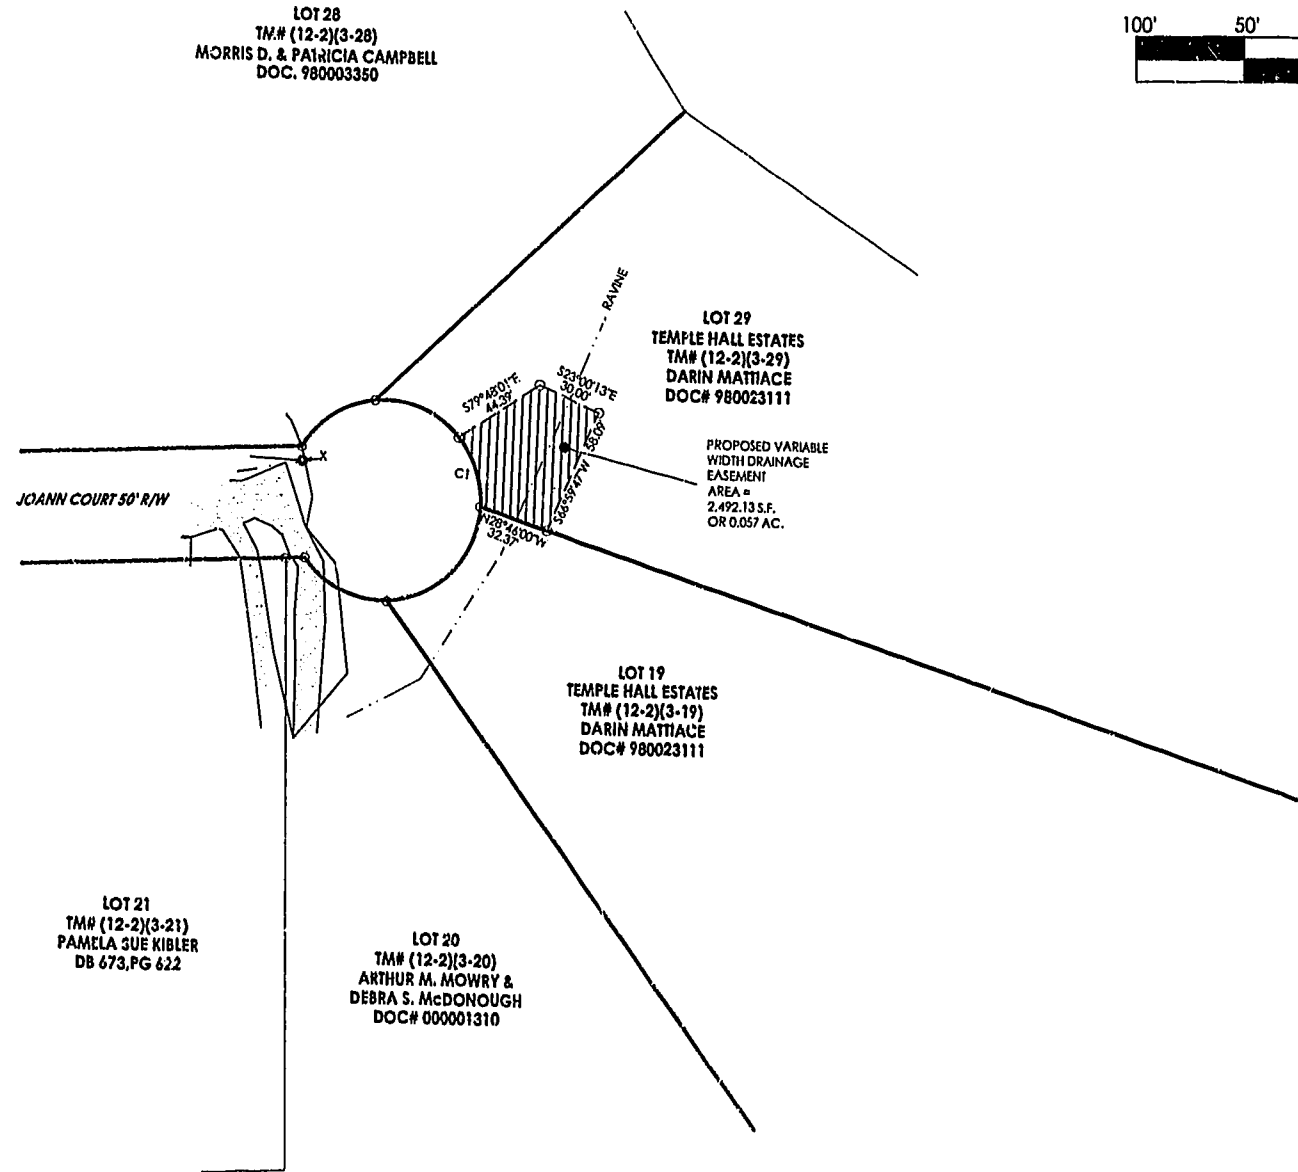 LOT 28
TM# (12-2)(3-28)
MORRIS D. & PATRICIA CAMPBELL
DOC. 980003350
100' 50'
RAVINE
LOT 29
TEMPLE HALL ESTATES
TM# (12-2)(3-29)
DARIN MATTIACE
DOC# 980023111
S79°48'01"E
44.39'
S23°00'13"E
30.00'
S66°59'47"W 58.09'
N28°46'00"W
32.37'
C1
X
PROPOSED VARIABLE
WIDTH DRAINAGE
EASEMENT
AREA =
2,492.13 S.F.
OR 0.057 AC.
JOANN COURT 50' R/W
LOT 19
TEMPLE HALL ESTATES
TM# (12-2)(3-19)
DARIN MATTIACE
DOC# 980023111
LOT 21
TM# (12-2)(3-21)
PAMELA SUE KIBLER
DB 673,PG 622
LOT 20
TM# (12-2)(3-20)
ARTHUR M. MOWRY &
DEBRA S. McDONOUGH
DOC# 000001310